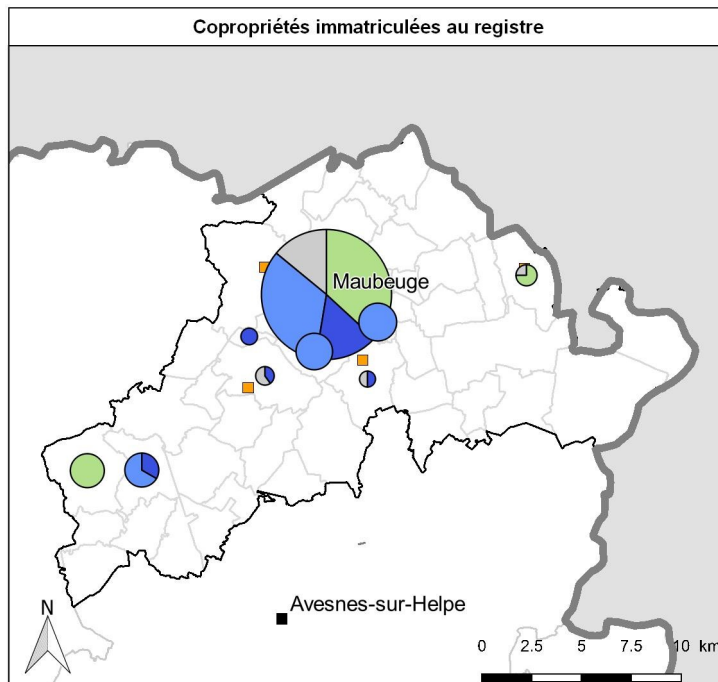 Copropriétés immatriculées au registre
Maubeuge
Avesnes-sur-Helpe
N
0 2.5 5 7.5 10 km